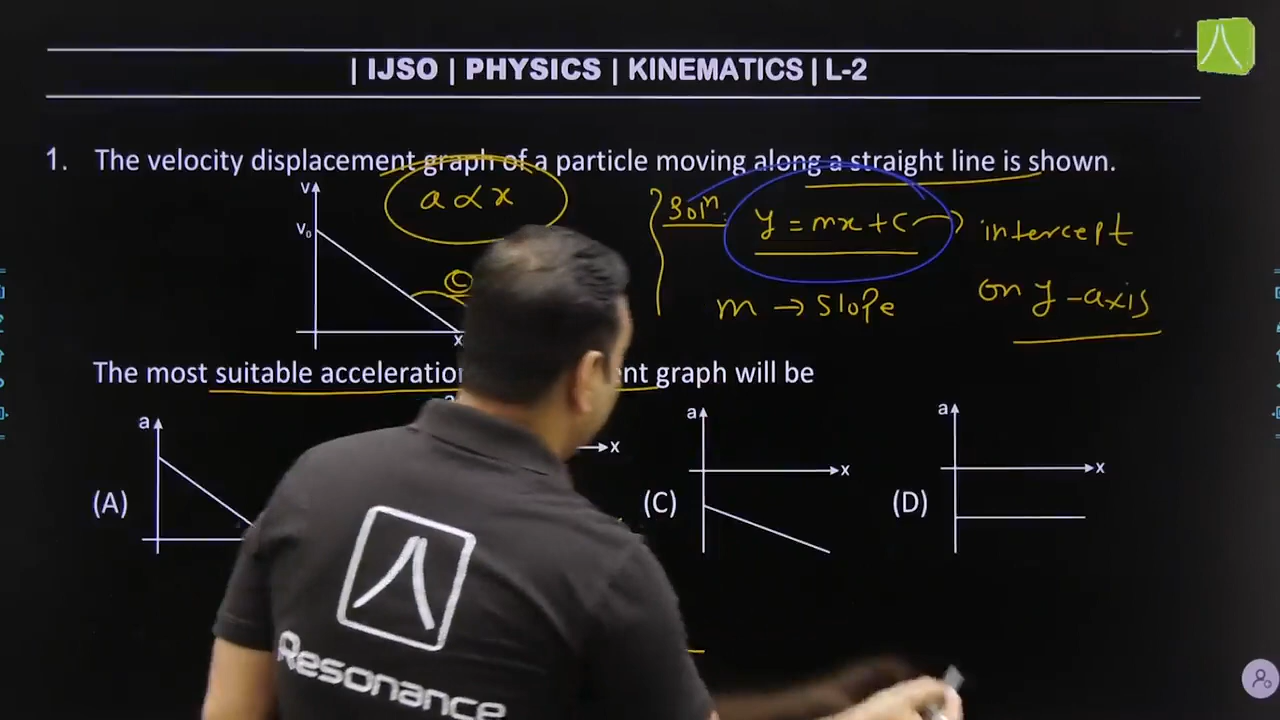 | IJSO | PHYSICS | KINEMATICS | L-2
1. The velocity displacement graph of a particle moving along a straight line is shown.
v
v₀
a ∝ x
Soln:
y = mx + c → intercept
on y-axis
m → slope
x
The most suitable graph will be
(A)
a
x
(C)
a
x
(D)
a
x
Resonance